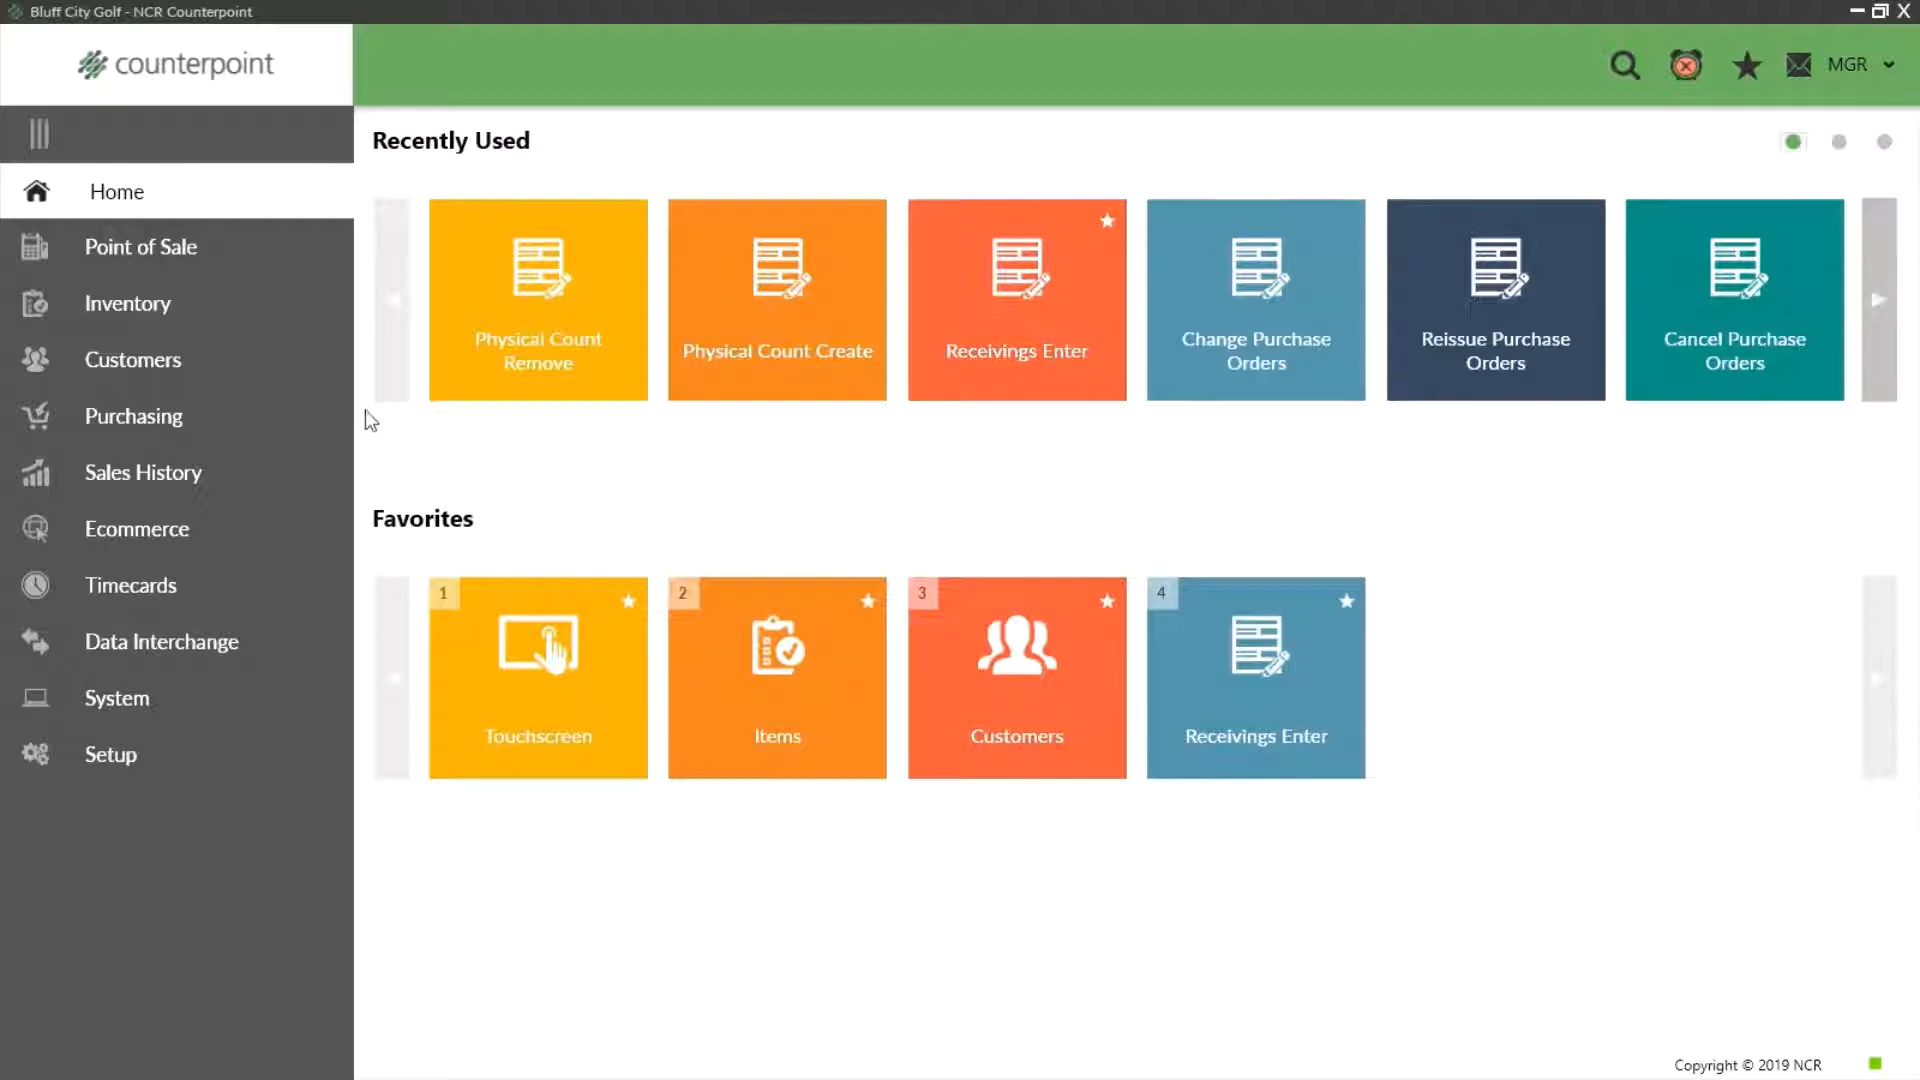 Bluff City Golf - NCR Counterpoint
counterpoint
MGR
Home
Point of Sale
Inventory
Customers
Purchasing
Sales History
Ecommerce
Timecards
Data Interchange
System
Setup
Recently Used
Physical Count
Remove
Physical Count Create
Receivings Enter
Change Purchase
Orders
Reissue Purchase
Orders
Cancel Purchase
Orders
Favorites
1
Touchscreen
2
Items
3
Customers
4
Receivings Enter
Copyright © 2019 NCR